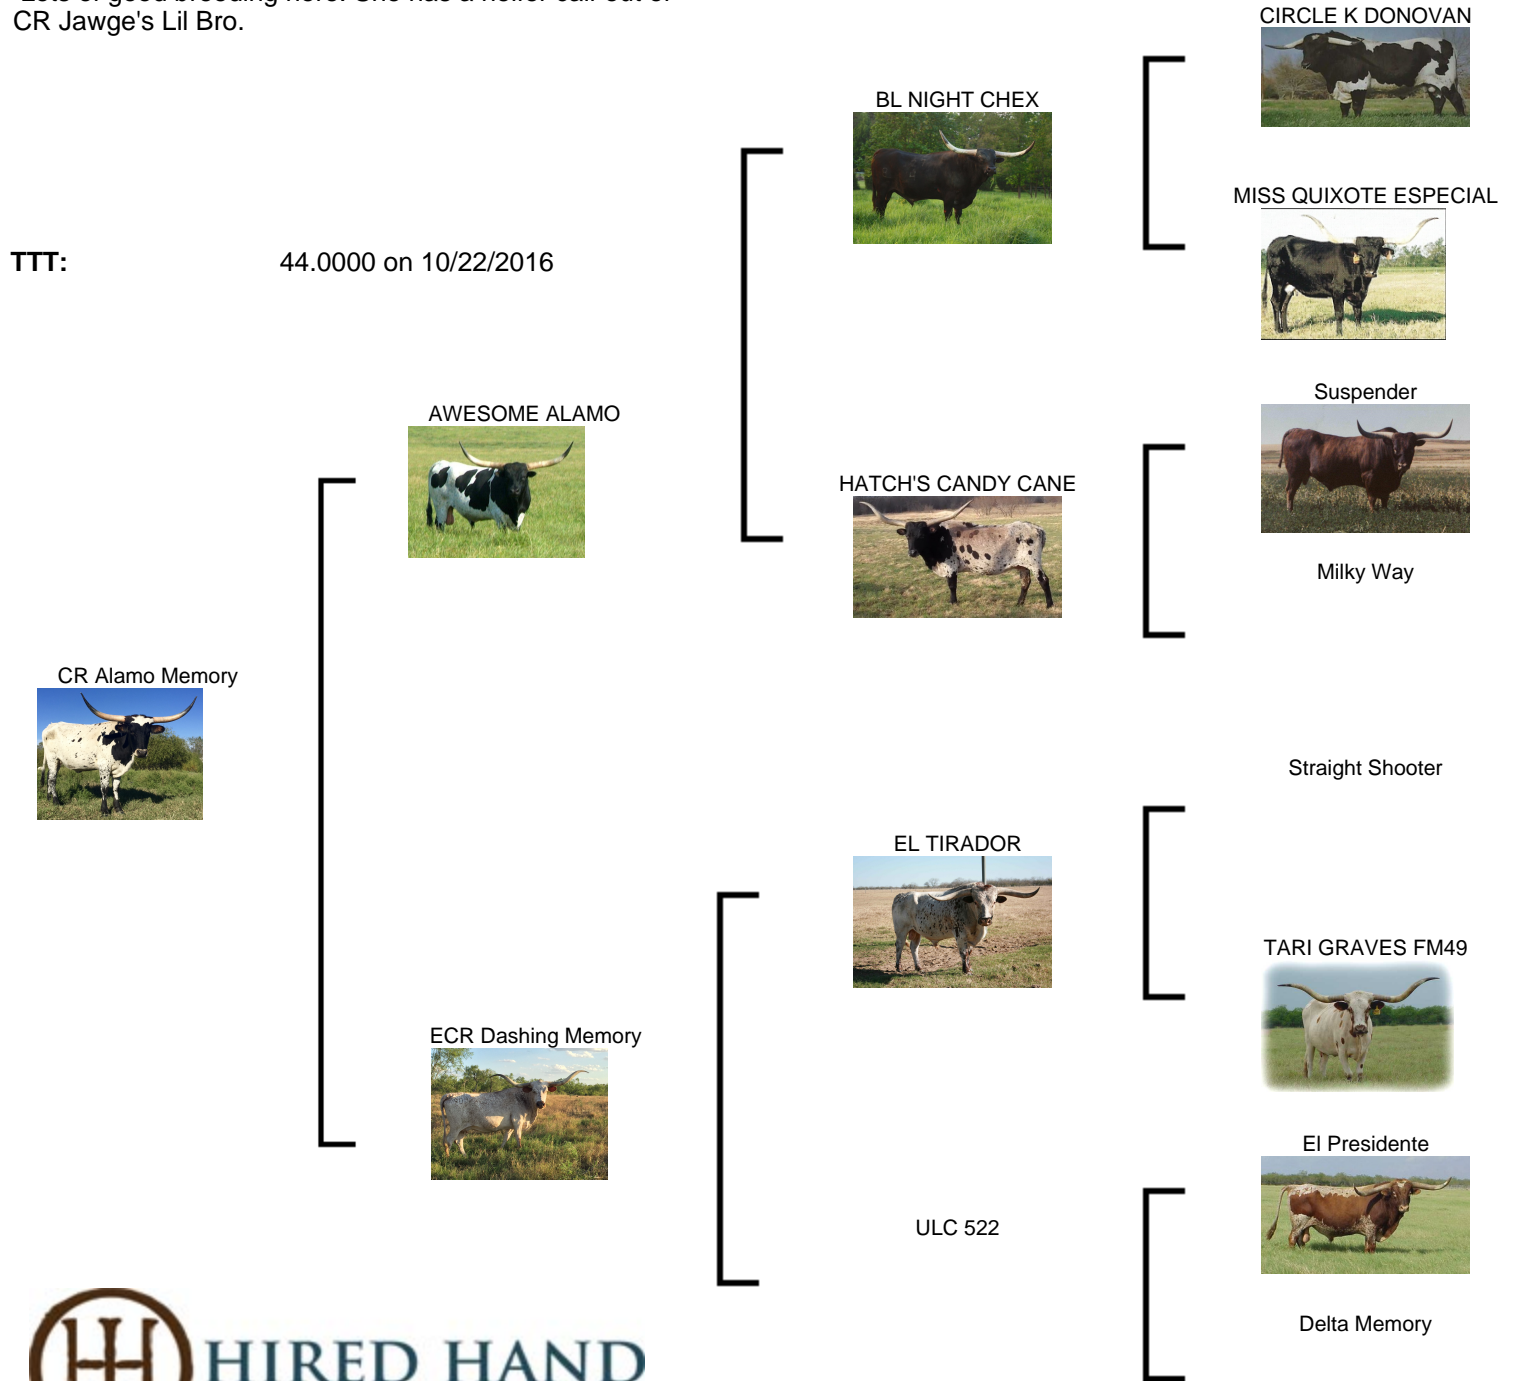 CR Jawge's Lil Bro.
CIRCLE K DONOVAN
BL NIGHT CHEX
MISS QUIXOTE ESPECIAL
TTT: 44.0000 on 10/22/2016
Suspender
AWESOME ALAMO
HATCH'S CANDY CANE
Milky Way
CR Alamo Memory
Straight Shooter
EL TIRADOR
TARI GRAVES FM49
ECR Dashing Memory
El Presidente
ULC 522
Delta Memory
HIRED HAND